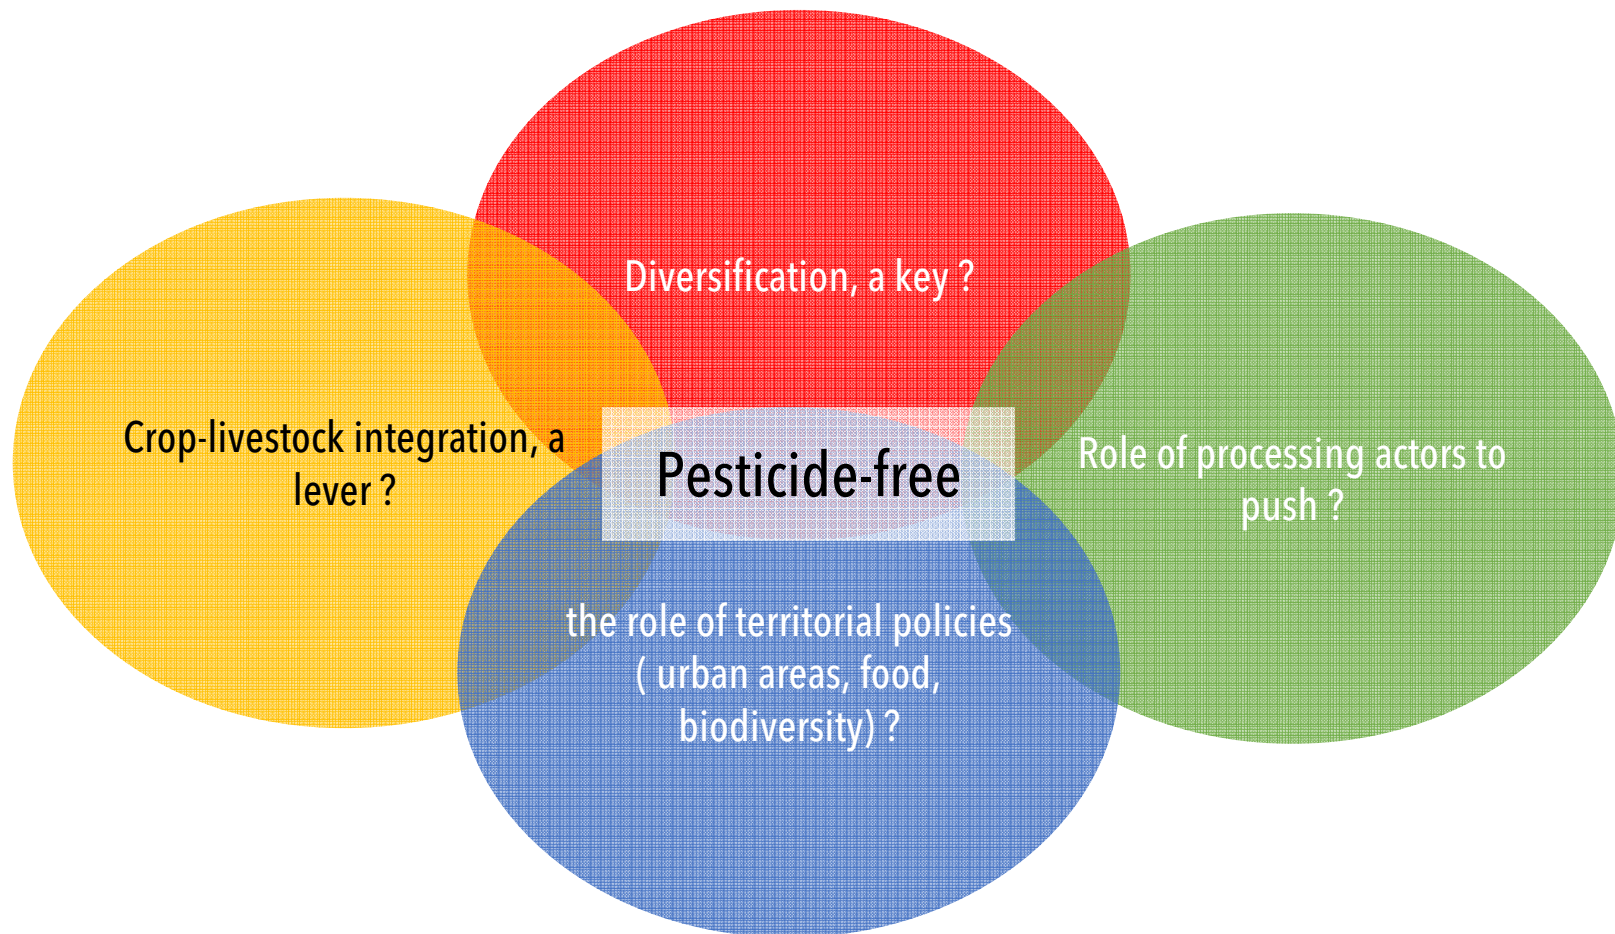 Diversification, a key ?
Crop-livestock integration, a
lever ?
Pesticide-free
Role of processing actors to
push ?
the role of territorial policies
( urban areas, food,
biodiversity) ?